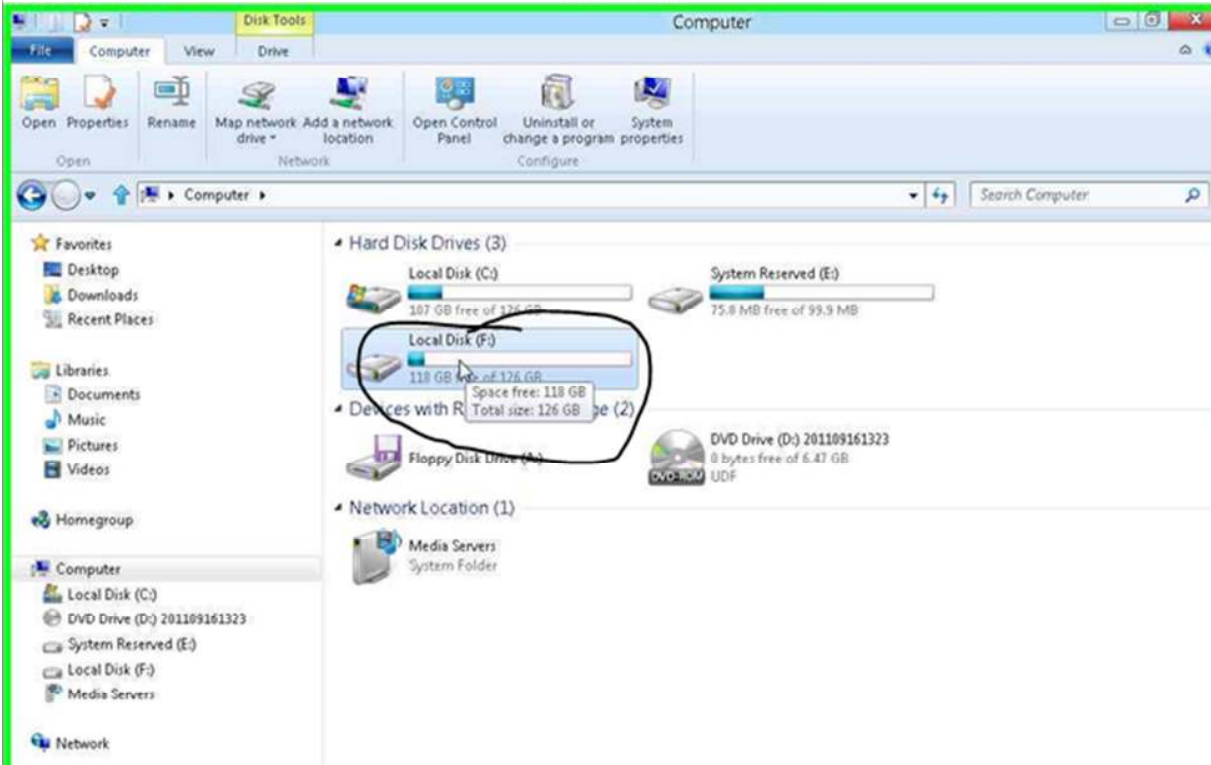 Disk Tools
Computer
File
Computer
View
Drive
Open
Properties
Rename
Map network drive
Add a network location
Open Control Panel
Uninstall or change a program
System properties
Open
Network
Configure
Computer
Search Computer
Favorites
Desktop
Downloads
Recent Places
Libraries
Documents
Music
Pictures
Videos
Homegroup
Computer
Local Disk (C:)
DVD Drive (D:) 201109161323
System Reserved (E:)
Local Disk (F:)
Media Servers
Network
Hard Disk Drives (3)
Local Disk (C:)
107 GB free of 126 GB
System Reserved (E:)
75.8 MB free of 99.9 MB
Local Disk (F:)
118 GB free of 126 GB
Space free: 118 GB
Total size: 126 GB
Devices with R ge (2)
Floppy Disk Drive (A:)
DVD Drive (D:) 201109161323
0 bytes free of 6.47 GB
UDF
DVD-ROM
Network Location (1)
Media Servers
System Folder